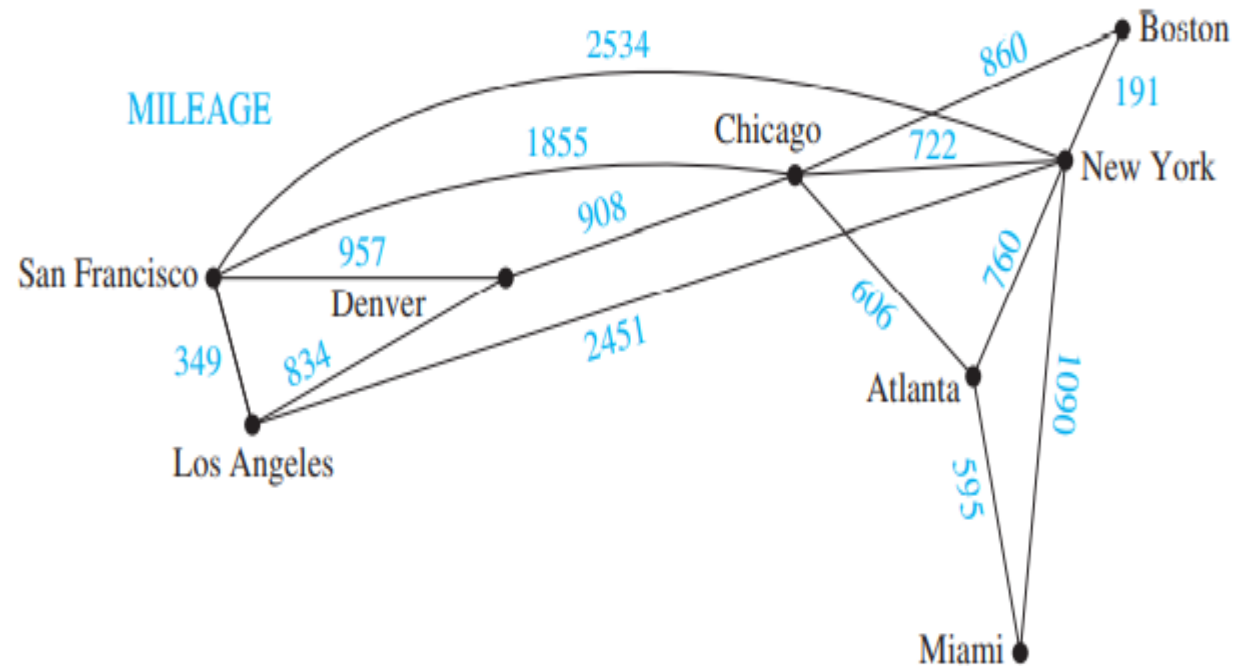 Boston
2534
860
191
MILEAGE
Chicago
1855
722
New York
908
957
San Francisco
Denver
760
606
349
834
2451
Atlanta
1090
Los Angeles
595
Miami